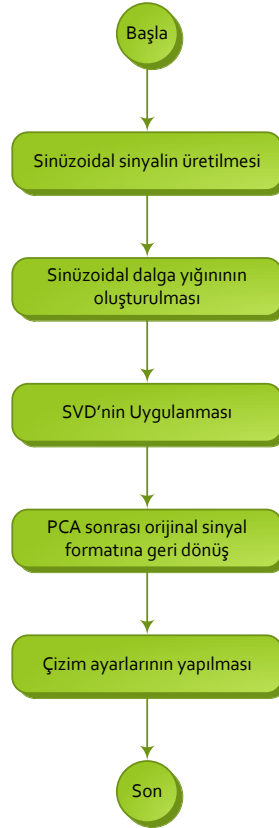 Başla
Sinüzoidal sinyalin üretilmesi
Sinüzoidal dalga yığınının
oluşturulması
SVD’nin Uygulanması
PCA sonrası orijinal sinyal
formatına geri dönüş
Çizim ayarlarının yapılması
Son